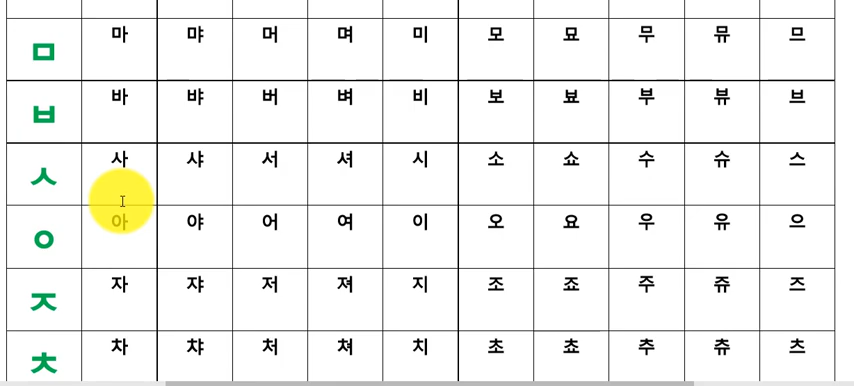 ㅁ 마 먀 머 며 미 모 묘 무 뮤 므
ㅂ 바 뱌 버 벼 비 보 뵤 부 뷰 브
ㅅ 사 샤 서 셔 시 소 쇼 수 슈 스
ㅇ 아 야 어 여 이 오 요 우 유 으
ㅈ 자 쟈 저 져 지 조 죠 주 쥬 즈
ㅊ 차 챠 처 쳐 치 초 쵸 추 츄 츠